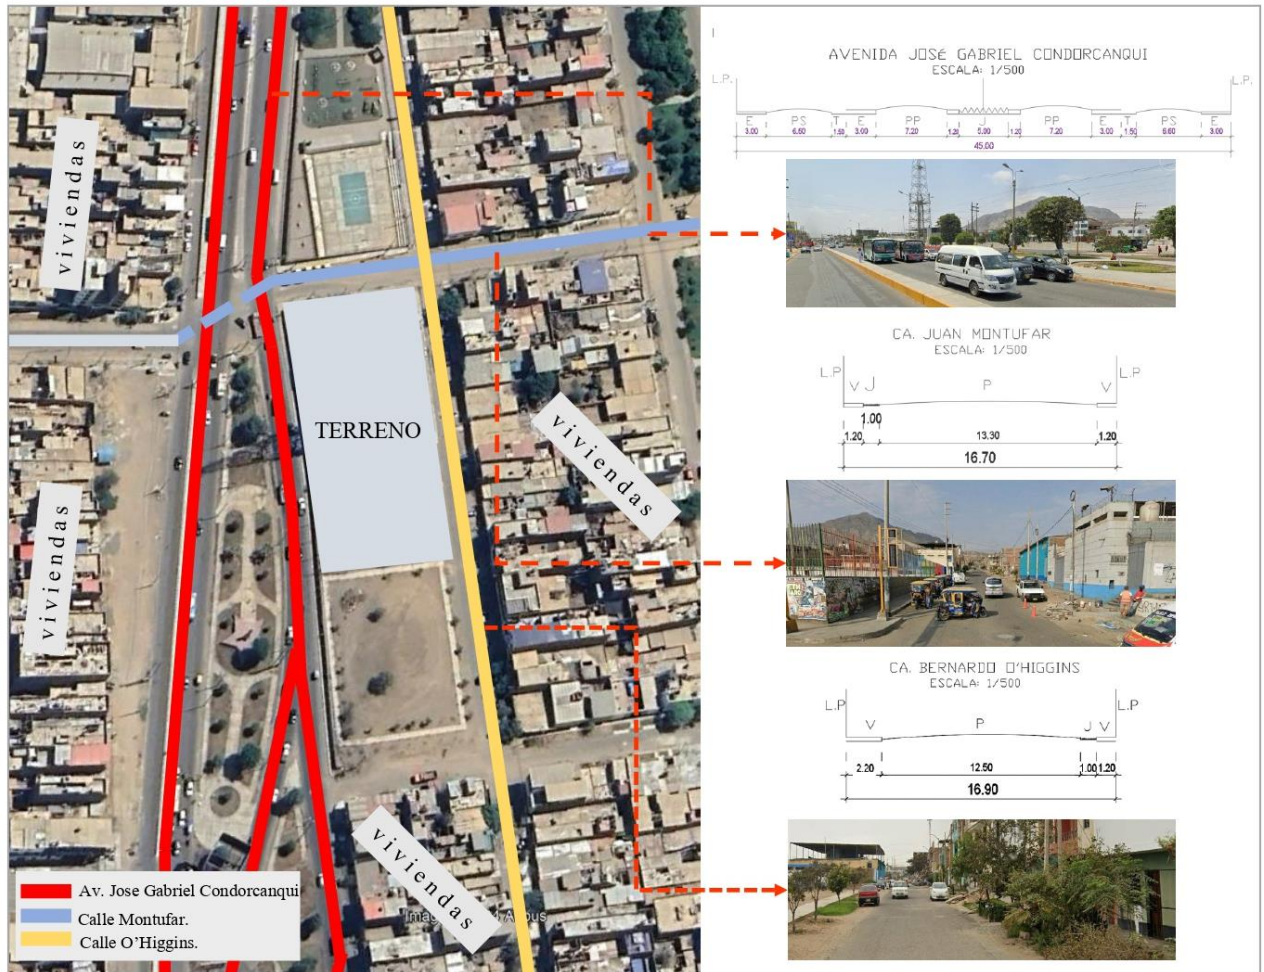 AVENIDA JOSé GABRIEL CONDORCANQUI
ESCALA: 1/500
L.P. L.P.
E PS T E PP J PP E T PS E
3.00 6.60 1.50 3.00 7.20 1.20 5.00 1.20 7.20 3.00 1.50 6.60 3.00
45.00
viviendas
CA. JUAN MONTUFAR
ESCALA: 1/500
L.P L.P
V J P V
1.00
1.20 13.30 1.20
16.70
TERRENO
viviendas
viviendas
CA. BERNARDO O'HIGGINS
ESCALA: 1/500
L.P L.P
V P J V
2.20 12.50 1.00 1.20
16.90
viviendas
Av. Jose Gabriel Condorcanqui
Calle Montufar.
Calle O'Higgins.